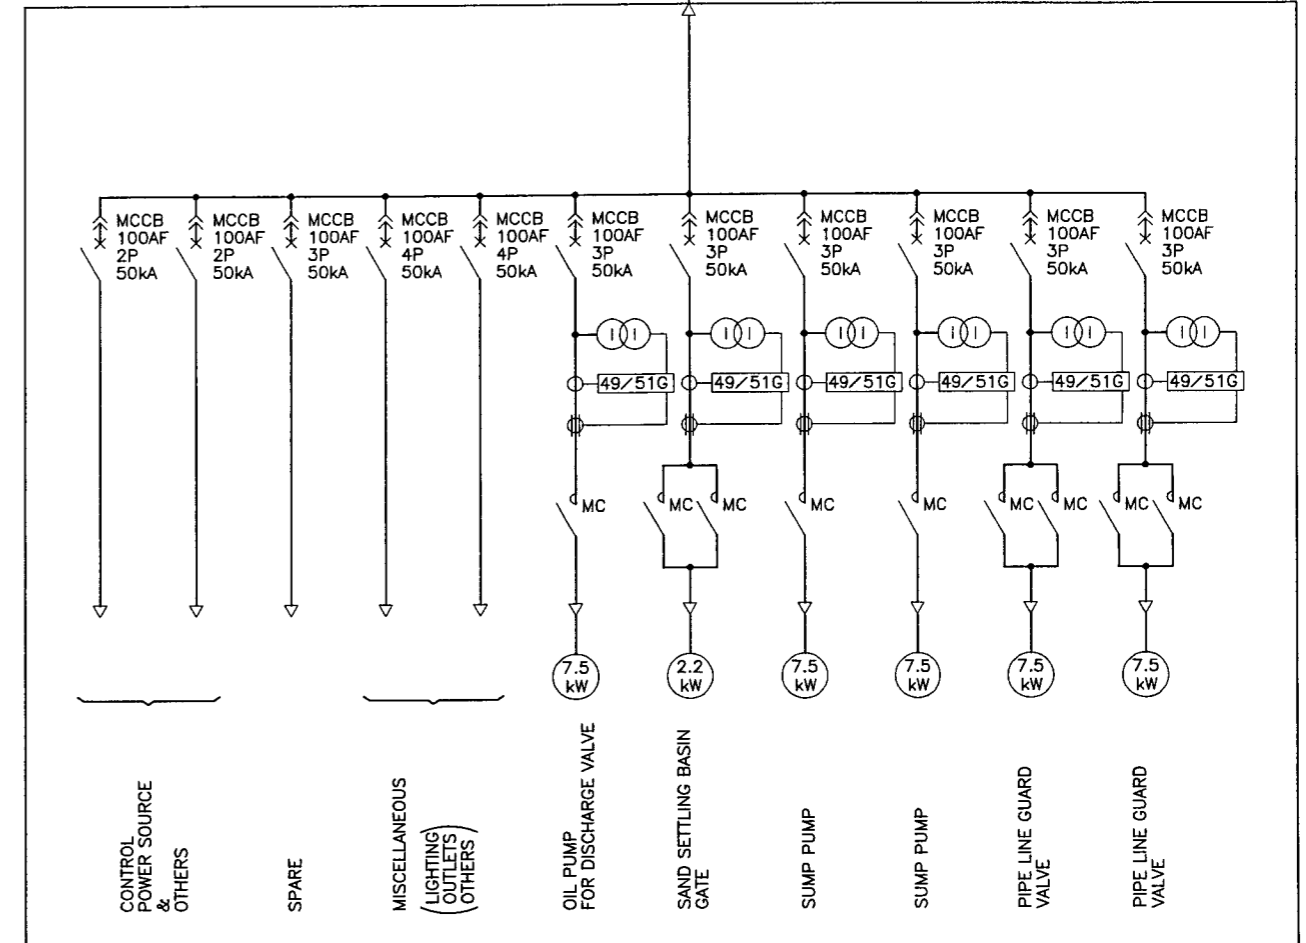 MCCB
100AF
2P
50kA
MCCB
100AF
2P
50kA
MCCB
100AF
3P
50kA
MCCB
100AF
4P
50kA
MCCB
100AF
4P
50kA
MCCB
100AF
3P
50kA
MCCB
100AF
3P
50kA
MCCB
100AF
3P
50kA
MCCB
100AF
3P
50kA
MCCB
100AF
3P
50kA
MCCB
100AF
3P
50kA
49/51G
49/51G
49/51G
49/51G
49/51G
49/51G
MC
MC
MC
MC
MC
MC
MC
MC
MC
7.5
kW
2.2
kW
7.5
kW
7.5
kW
7.5
kW
7.5
kW
CONTROL
POWER SOURCE
&
OTHERS
SPARE
MISCELLANEOUS
(LIGHTING
OUTLETS
OTHERS)
OIL PUMP
FOR DISCHARGE VALVE
SAND SETTLING BASIN
GATE
SUMP PUMP
SUMP PUMP
PIPE LINE GUARD
VALVE
PIPE LINE GUARD
VALVE